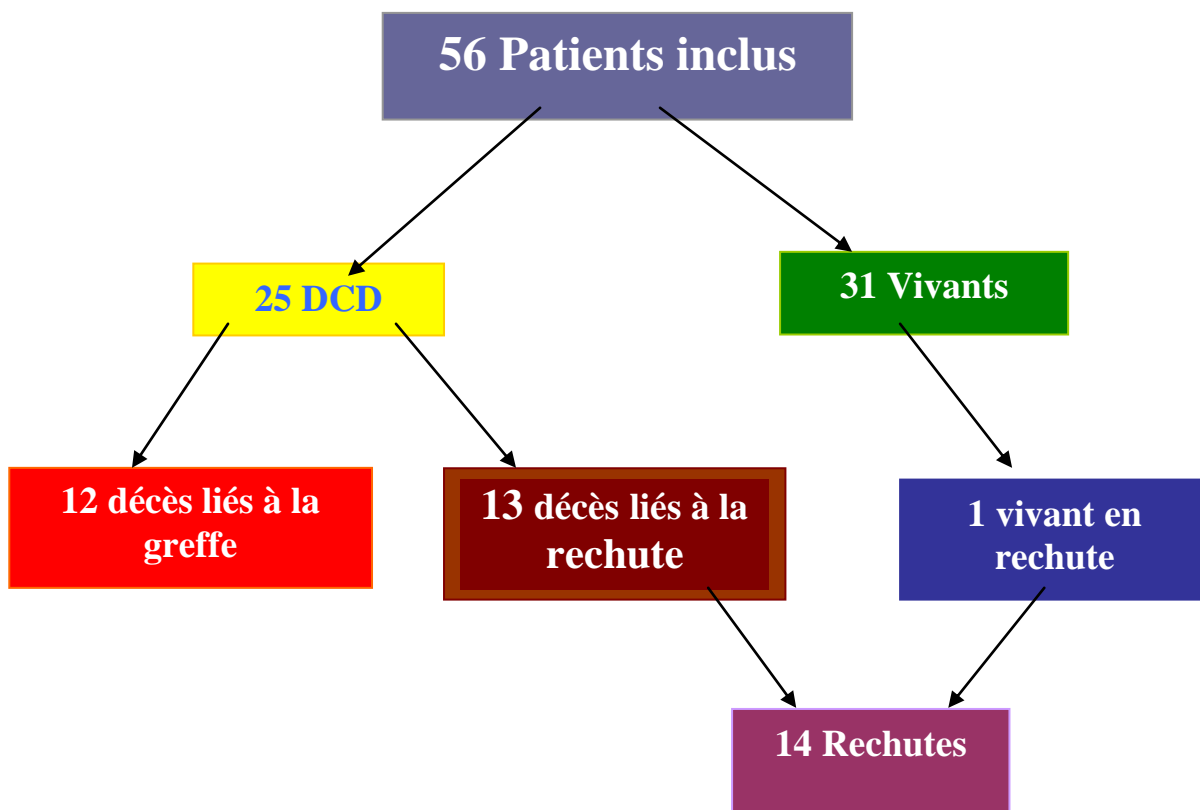 56 Patients inclus
25 DCD
31 Vivants
12 décès liés à la
greffe
13 décès liés à la
rechute
1 vivant en
rechute
14 Rechutes